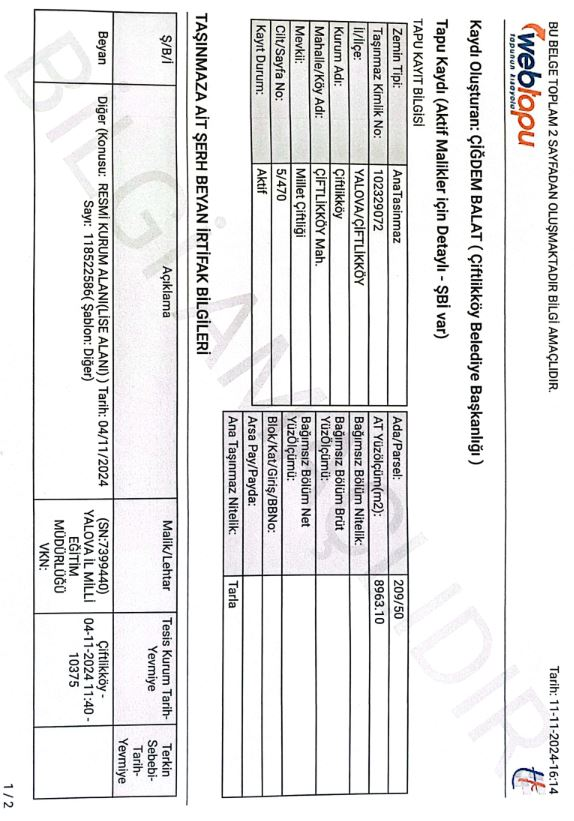 BU BELGE TOPLAM 2 SAYFADAN OLUŞMAKTADIR BİLGİ AMAÇLIDIR.
Tarih: 11-11-2024-16:14
webtapu
tapunun kısayolu
Kaydı Oluşturan: ÇİĞDEM BALAT ( Çiftlikköy Belediye Başkanlığı )
Tapu Kaydı (Aktif Malikler için Detaylı - ŞBİ var)
TAPU KAYIT BİLGİSİ
Zemin Tipi: AnaTasinmaz
Taşınmaz Kimlik No: 102329072
İl/İlçe: YALOVA/ÇİFTLİKKÖY
Kurum Adı: Çiftlikköy
Mahalle/Köy Adı: ÇİFTLİKKÖY Mah.
Mevkii: Millet Çiftliği
Cilt/Sayfa No: 5/470
Kayıt Durum: Aktif
Ada/Parsel: 209/50
AT Yüzölçüm(m2): 8963.10
Bağımsız Bölüm Nitelik:
Bağımsız Bölüm Brüt
YüzÖlçümü:
Bağımsız Bölüm Net
YüzÖlçümü:
Blok/Kat/Giriş/BBNo:
Arsa Pay/Payda:
Ana Taşınmaz Nitelik: Tarla
TAŞINMAZA AİT ŞERH BEYAN İRTİFAK BİLGİLERİ
Ş/B/İ
Açıklama
Malik/Lehtar
Tesis Kurum Tarih-
Yevmiye
Terkin
Sebebi-
Tarih-
Yevmiye
Beyan
Diğer (Konusu: RESMİ KURUM ALANI(LİSE ALANI) ) Tarih: 04/11/2024
Sayı: 118522586( Şablon: Diğer)
(SN:7399440)
YALOVA İL MİLLİ
EĞİTİM
MÜDÜRLÜĞÜ
VKN:
Çiftlikköy -
04-11-2024 11:40 -
10375
BİLGİ AMAÇLIDIR
1 / 2